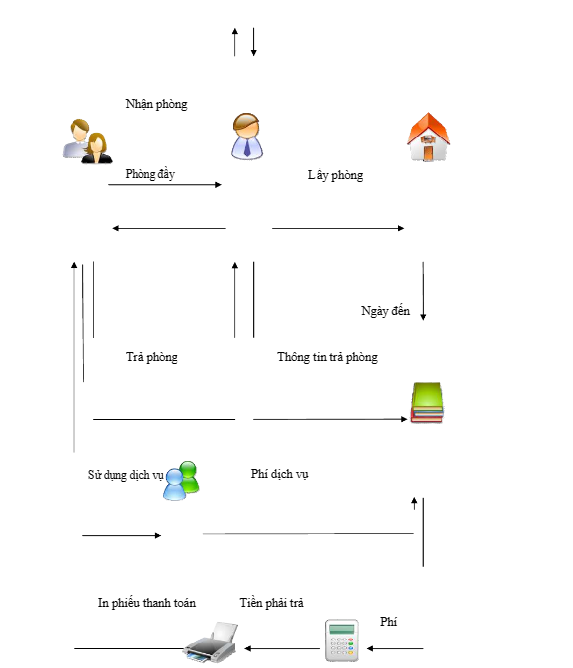 Nhận phòng
Phòng đầy
Lây phòng
Ngày đến
Trả phòng
Thông tin trả phòng
Sử dụng dịch vụ
Phí dịch vụ
In phiếu thanh toán
Tiền phải trả
Phí